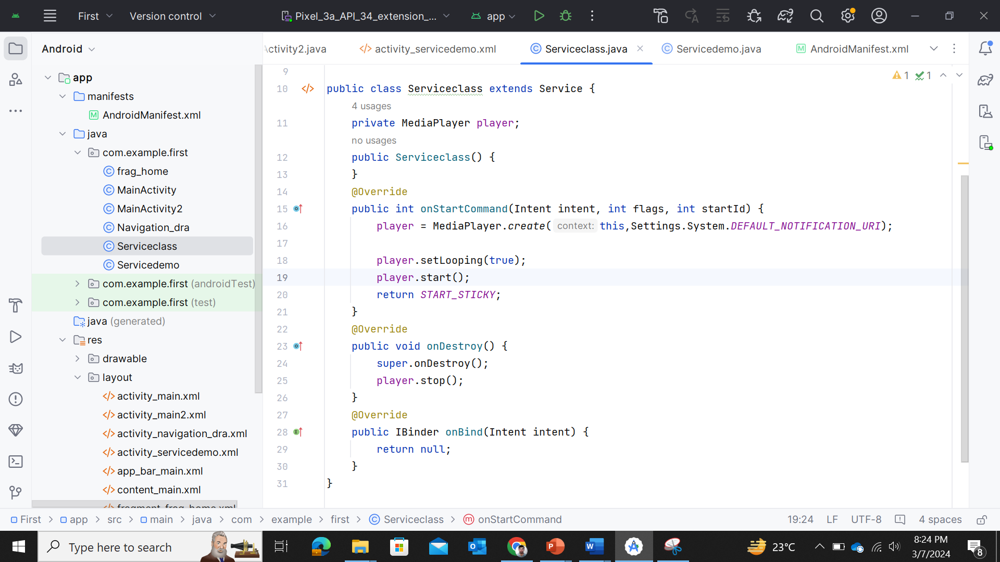 First Version control Pixel_3a_API_34_extension_... app
Android
Activity2.java activity_servicedemo.xml Serviceclass.java Servicedemo.java AndroidManifest.xml
app
manifests
AndroidManifest.xml
java
com.example.first
frag_home
MainActivity
MainActivity2
Navigation_dra
Serviceclass
Servicedemo
com.example.first (androidTest)
com.example.first (test)
java (generated)
res
drawable
layout
activity_main.xml
activity_main2.xml
activity_navigation_dra.xml
activity_servicedemo.xml
app_bar_main.xml
content_main.xml
fragment_frag_home.xml
1 1
9
10 public class Serviceclass extends Service {
4 usages
11 private MediaPlayer player;
no usages
12 public Serviceclass() {
13 }
14 @Override
15 public int onStartCommand(Intent intent, int flags, int startId) {
16 player = MediaPlayer.create( context: this,Settings.System.DEFAULT_NOTIFICATION_URI);
17
18 player.setLooping(true);
19 player.start();
20 return START_STICKY;
21 }
22 @Override
23 public void onDestroy() {
24 super.onDestroy();
25 player.stop();
26 }
27 @Override
28 public IBinder onBind(Intent intent) {
29 return null;
30 }
31 }
First > app > src > main > java > com > example > first > Serviceclass > onStartCommand 19:24 LF UTF-8 4 spaces
Type here to search
23°C
8:24 PM
3/7/2024
8